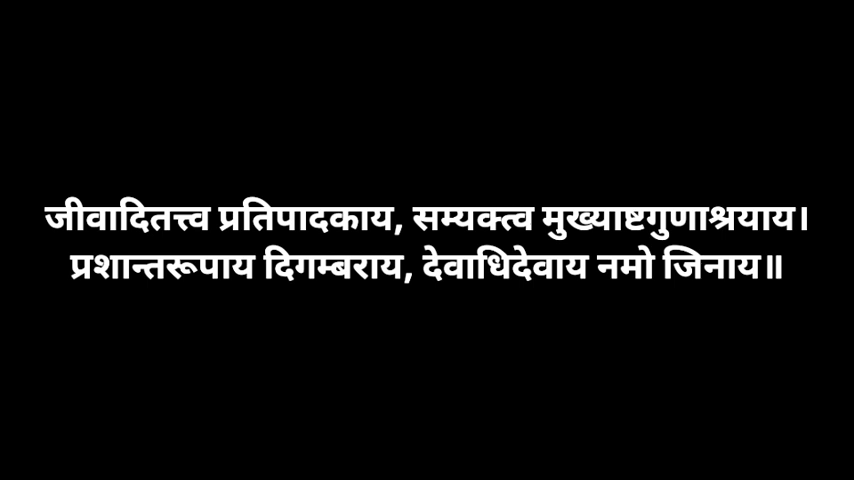 जीवादितत्त्व प्रतिपादकाय, सम्यक्त्व मुख्याष्टगुणाश्रयाय।
प्रशान्तरूपाय दिगम्बराय, देवाधिदेवाय नमो जिनाय॥